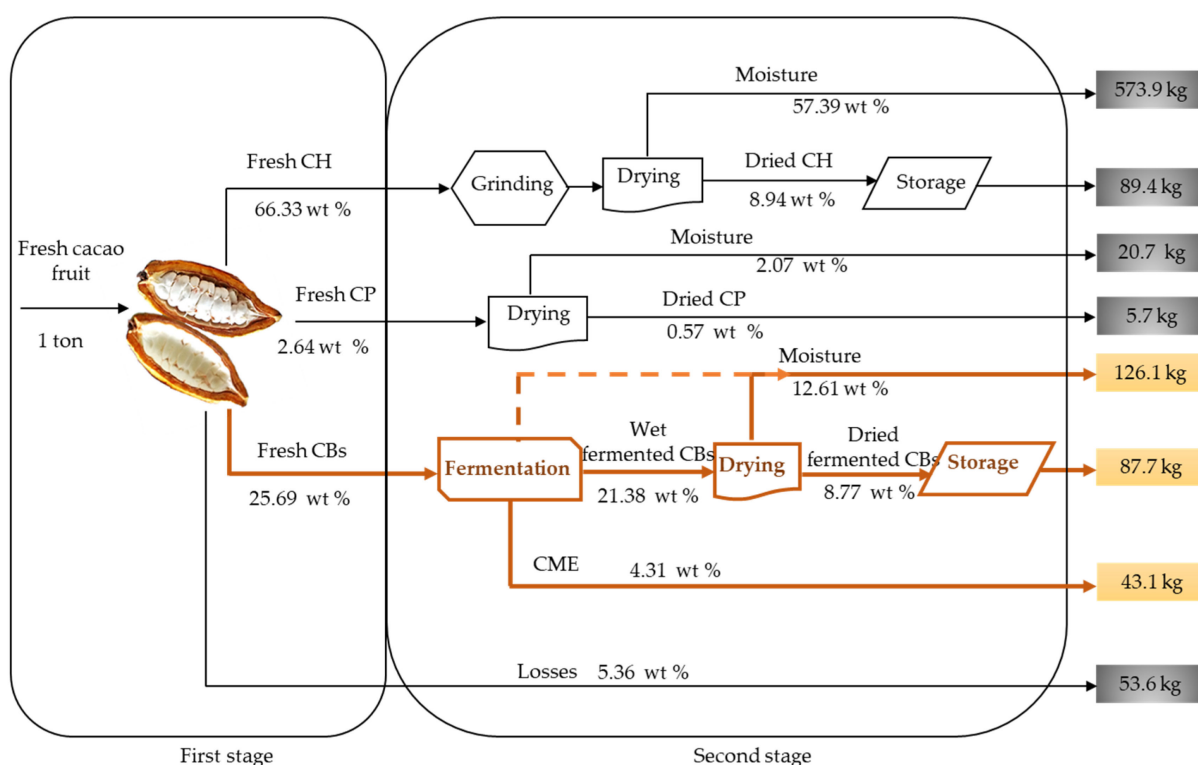 Moisture
57.39 wt %
573.9 kg
Fresh CH
66.33 wt %
Grinding
Drying
Dried CH
8.94 wt %
Storage
89.4 kg
Fresh cacao
fruit
1 ton
Moisture
2.07 wt %
20.7 kg
Fresh CP
2.64 wt %
Drying
Dried CP
0.57 wt %
5.7 kg
Moisture
12.61 wt %
126.1 kg
Fresh CBs
25.69 wt %
Fermentation
Wet
fermented CBs
21.38 wt %
Drying
Dried
fermented CBs
8.77 wt %
Storage
87.7 kg
CME
4.31 wt %
43.1 kg
Losses 5.36 wt %
53.6 kg
First stage
Second stage